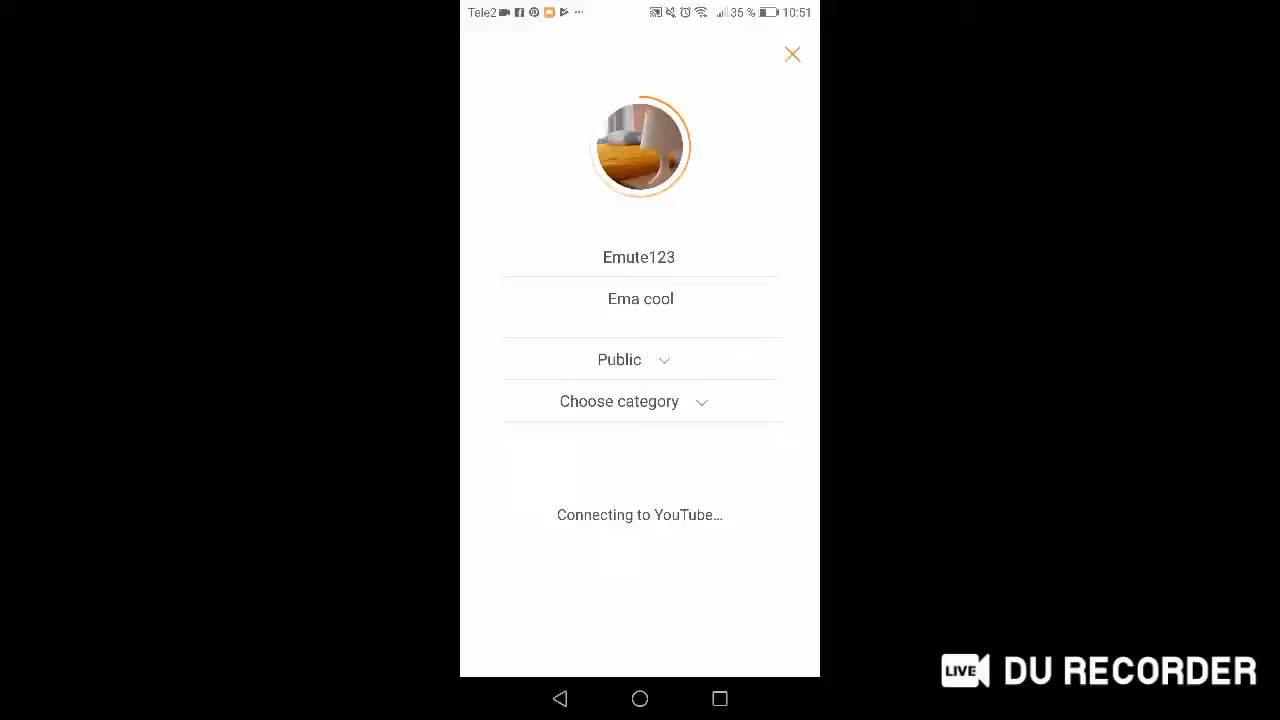 Tele2
35 %
10:51
Emute123
Ema cool
Public
Choose category
Connecting to YouTube...
LIVE DU RECORDER